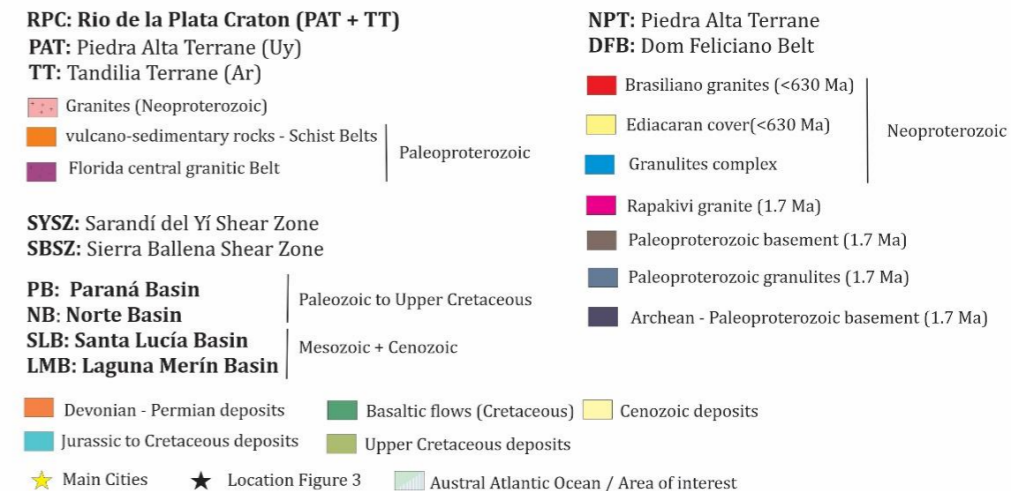 RPC: Rio de la Plata Craton (PAT + TT)
PAT: Piedra Alta Terrane (Uy)
TT: Tandilia Terrane (Ar)
Granites (Neoproterozoic)
vulcano-sedimentary rocks - Schist Belts
Florida central granitic Belt
Paleoproterozoic
SYSZ: Sarandí del Yí Shear Zone
SBSZ: Sierra Ballena Shear Zone
PB: Paraná Basin
NB: Norte Basin
Paleozoic to Upper Cretaceous
SLB: Santa Lucía Basin
LMB: Laguna Merín Basin
Mesozoic + Cenozoic
NPT: Piedra Alta Terrane
DFB: Dom Feliciano Belt
Brasiliano granites (<630 Ma)
Ediacaran cover(<630 Ma)
Granulites complex
Neoproterozoic
Rapakivi granite (1.7 Ma)
Paleoproterozoic basement (1.7 Ma)
Paleoproterozoic granulites (1.7 Ma)
Archean - Paleoproterozoic basement (1.7 Ma)
Devonian - Permian deposits
Basaltic flows (Cretaceous)
Cenozoic deposits
Jurassic to Cretaceous deposits
Upper Cretaceous deposits
Main Cities
Location Figure 3
Austral Atlantic Ocean / Area of interest